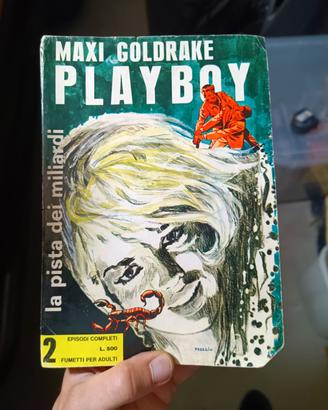 MAXI GOLDRAKE
PLAYBOY
la pista dei miliardi
2
EPISODI COMPLETI
L. 500
FUMETTI PER ADULTI